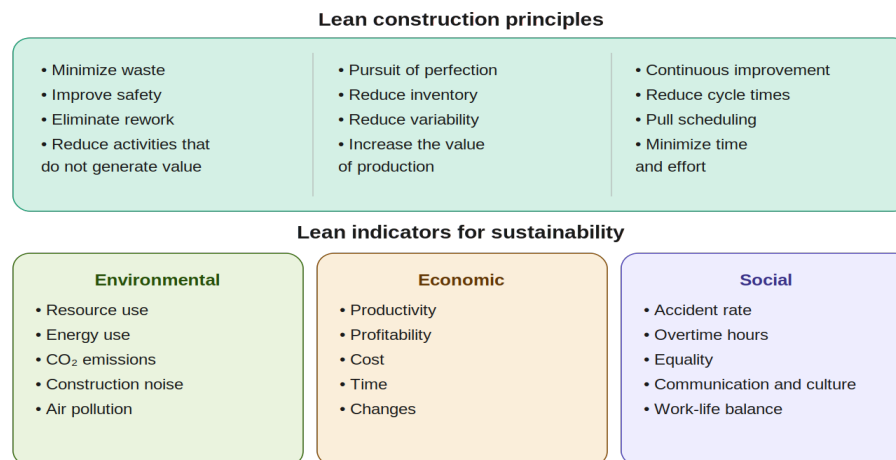 Lean construction principles
• Minimize waste
• Improve safety
• Eliminate rework
• Reduce activities that
do not generate value
• Pursuit of perfection
• Reduce inventory
• Reduce variability
• Increase the value
of production
• Continuous improvement
• Reduce cycle times
• Pull scheduling
• Minimize time
and effort
Lean indicators for sustainability
Environmental
• Resource use
• Energy use
• CO₂ emissions
• Construction noise
• Air pollution
Economic
• Productivity
• Profitability
• Cost
• Time
• Changes
Social
• Accident rate
• Overtime hours
• Equality
• Communication and culture
• Work-life balance